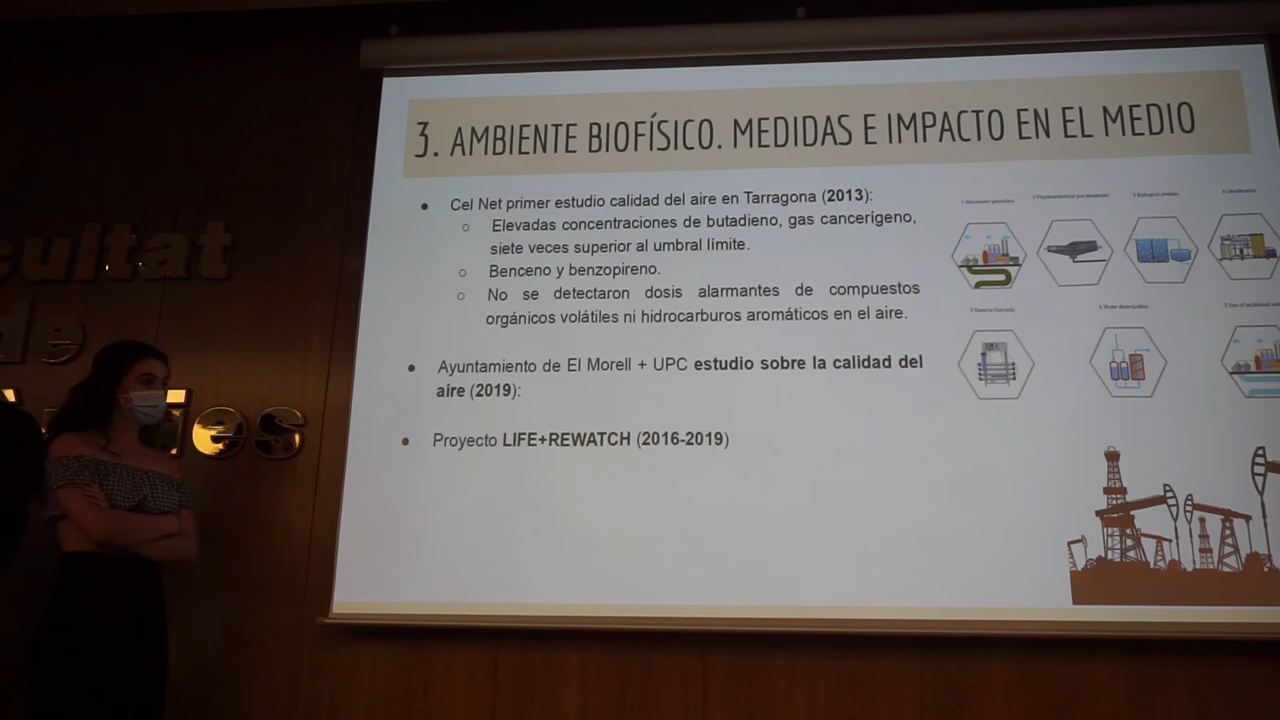 3. AMBIENTE BIOFÍSICO. MEDIDAS E IMPACTO EN EL MEDIO
Cel Net primer estudio calidad del aire en Tarragona (2013):
Elevadas concentraciones de butadieno, gas cancerígeno,
siete veces superior al umbral límite.
Benceno y benzopireno.
No se detectaron dosis alarmantes de compuestos
orgánicos volátiles ni hidrocarburos aromáticos en el aire.
Ayuntamiento de El Morell + UPC estudio sobre la calidad del
aire (2019):
Proyecto LIFE+REWATCH (2016-2019)
cultat
de